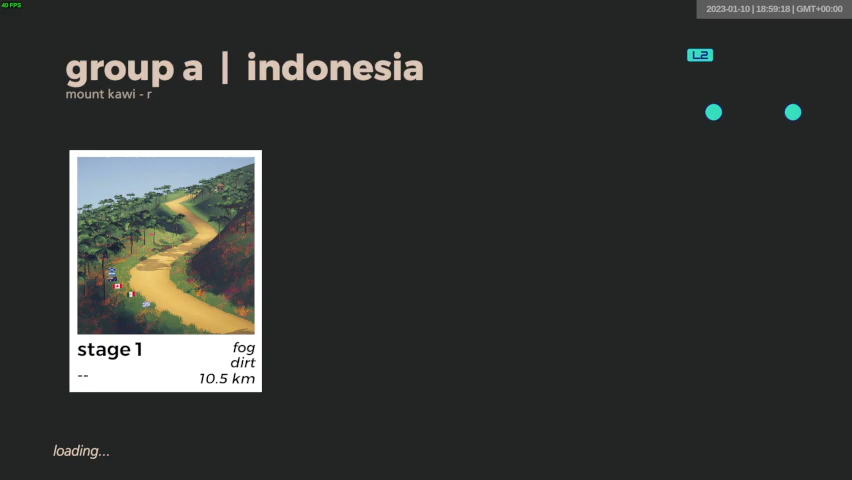 40 FPS
2023-01-10 | 18:59:18 | GMT+00:00
L2
group a | indonesia
mount kawi - r
stage 1
fog
dirt
--
10.5 km
loading...